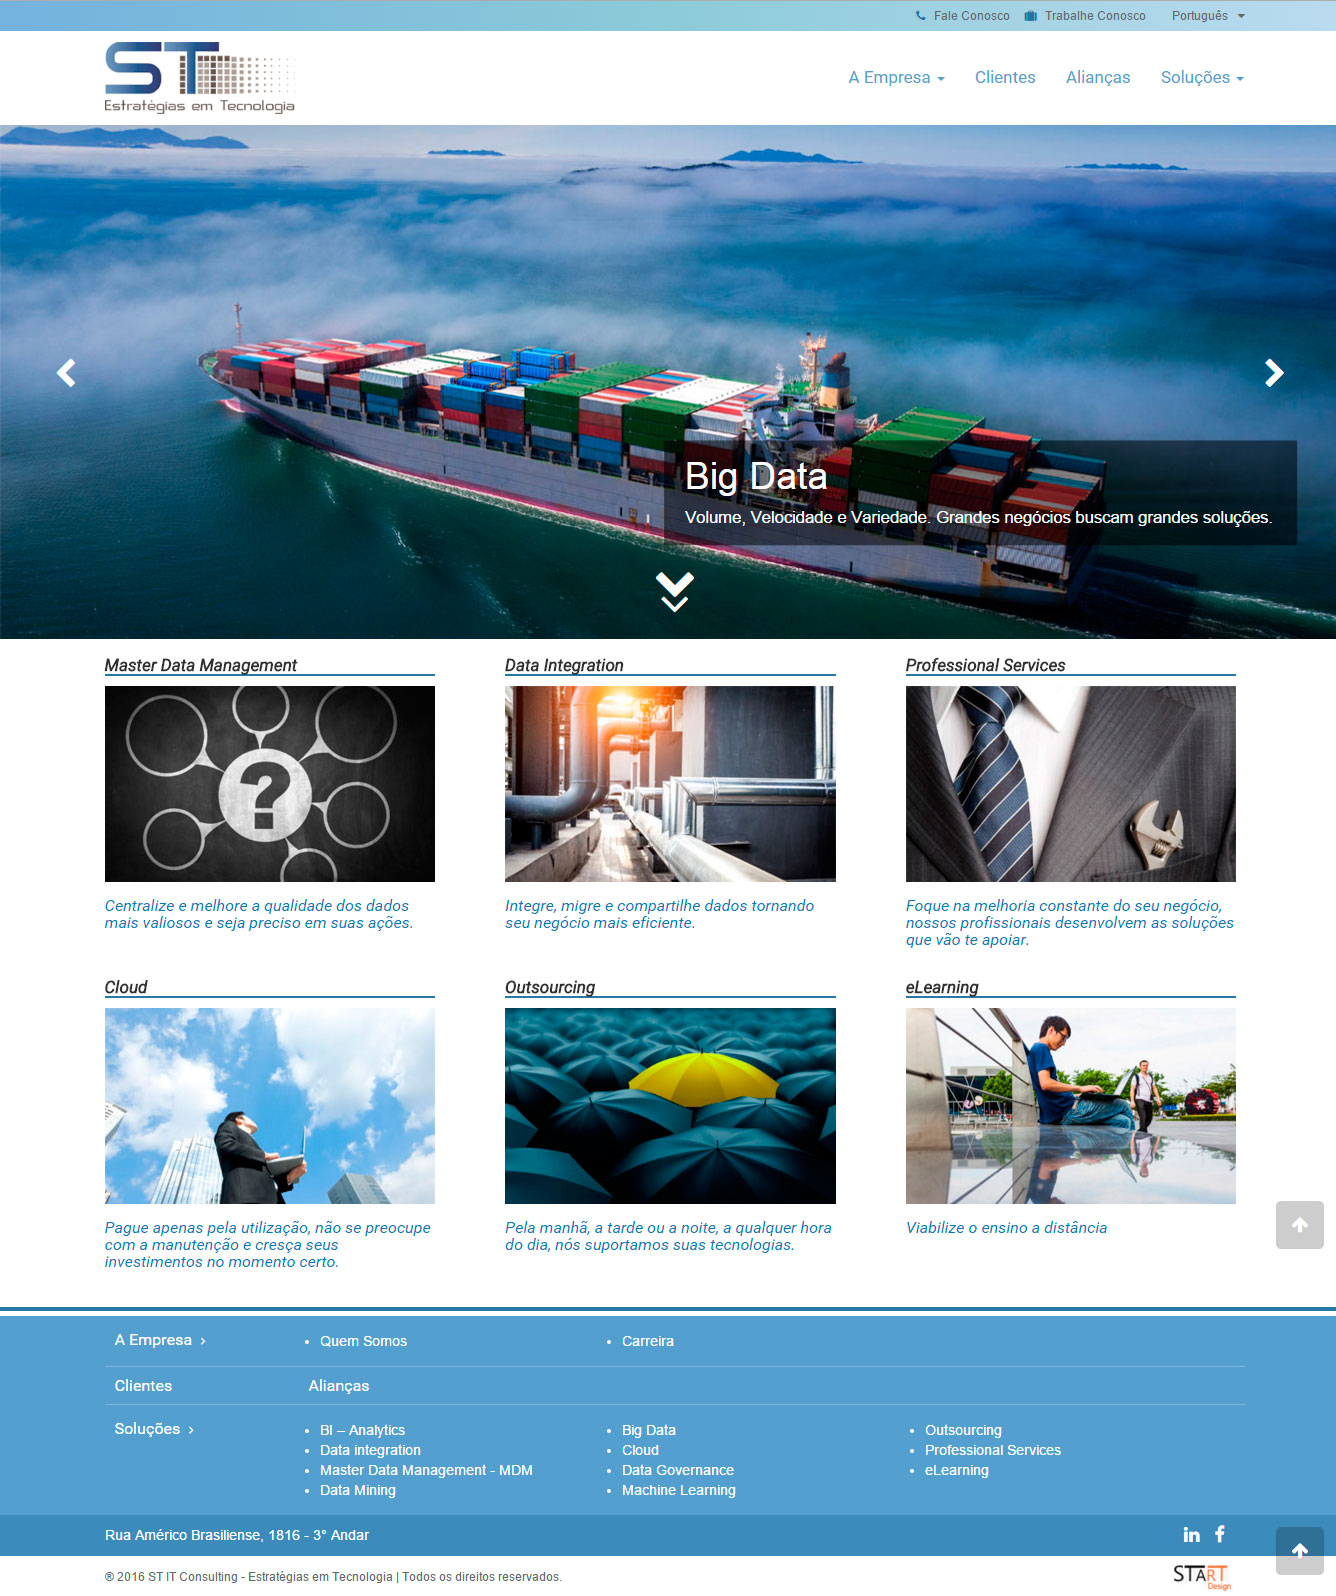 Fale Conosco Trabalhe Conosco Português
STI
Estratégias em Tecnologia
A Empresa Clientes Alianças Soluções
Big Data
Volume, Velocidade e Variedade. Grandes negócios buscam grandes soluções.
Master Data Management
?
Centralize e melhore a qualidade dos dados
mais valiosos e seja preciso em suas ações.
Data Integration
Integre, migre e compartilhe dados tornando
seu negócio mais eficiente.
Professional Services
Foque na melhoria constante do seu negócio,
nossos profissionais desenvolvem as soluções
que vão te apoiar.
Cloud
Pague apenas pela utilização, não se preocupe
com a manutenção e cresça seus
investimentos no momento certo.
Outsourcing
Pela manhã, a tarde ou a noite, a qualquer hora
do dia, nós suportamos suas tecnologias.
eLearning
Viabilize o ensino a distância
A Empresa › • Quem Somos • Carreira
Clientes Alianças
Soluções ›
• BI – Analytics
• Data integration
• Master Data Management - MDM
• Data Mining
• Big Data
• Cloud
• Data Governance
• Machine Learning
• Outsourcing
• Professional Services
• eLearning
Rua Américo Brasiliense, 1816 - 3° Andar
® 2016 ST IT Consulting - Estratégias em Tecnologia | Todos os direitos reservados.
START
Design